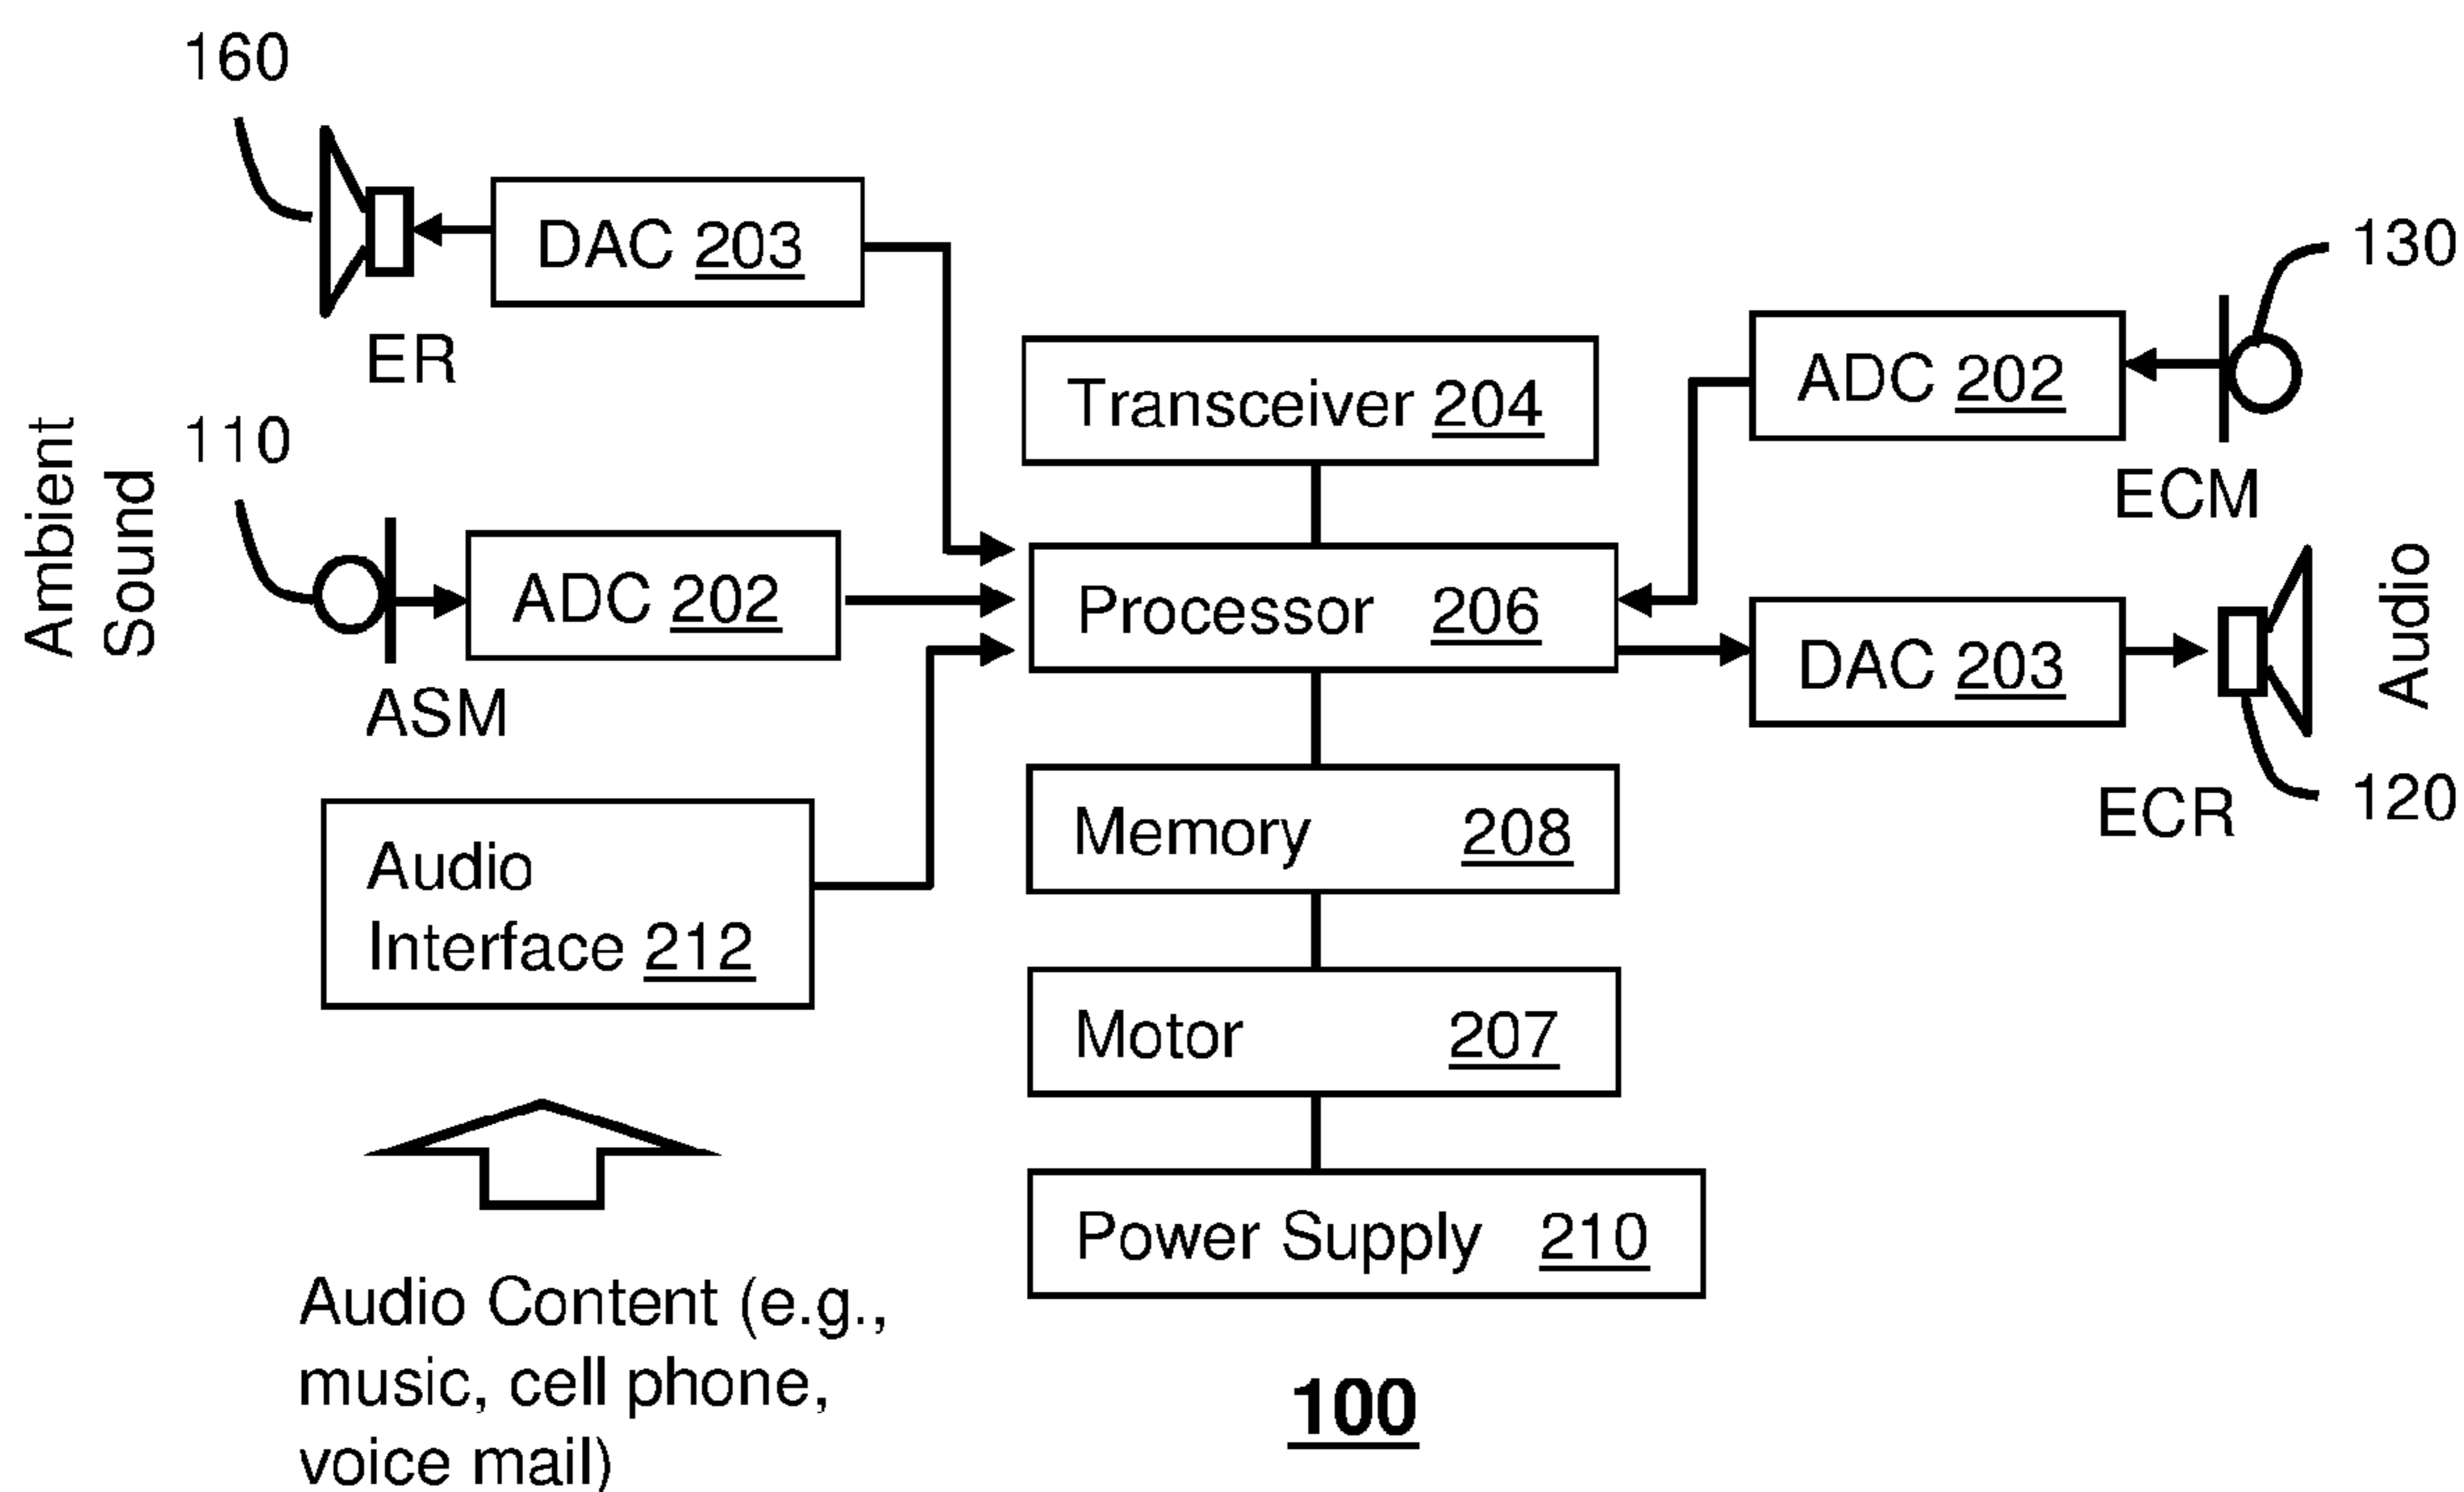 160
DAC 203
ER
Ambient
Sound
110
ADC 202
ASM
Audio
Interface 212
Audio Content (e.g.,
music, cell phone,
voice mail)
Transceiver 204
Processor 206
Memory 208
Motor 207
Power Supply 210
100
130
ADC 202
ECM
DAC 203
Audio
ECR
120